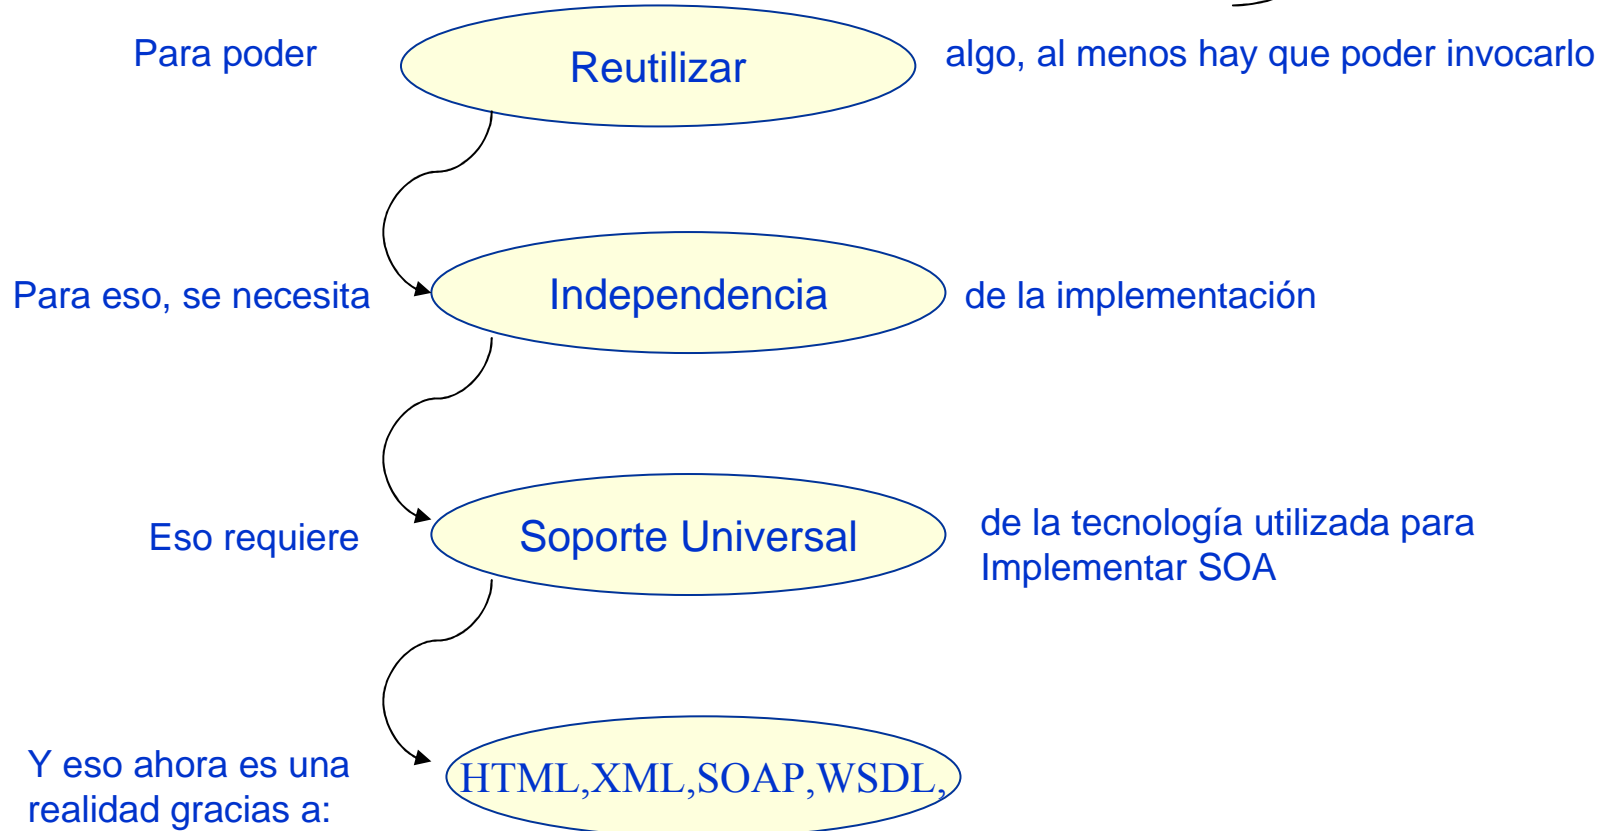 Para poder Reutilizar algo, al menos hay que poder invocarlo
Para eso, se necesita Independencia de la implementación
Eso requiere Soporte Universal de la tecnología utilizada para
Implementar SOA
Y eso ahora es una
realidad gracias a:
HTML,XML,SOAP,WSDL,